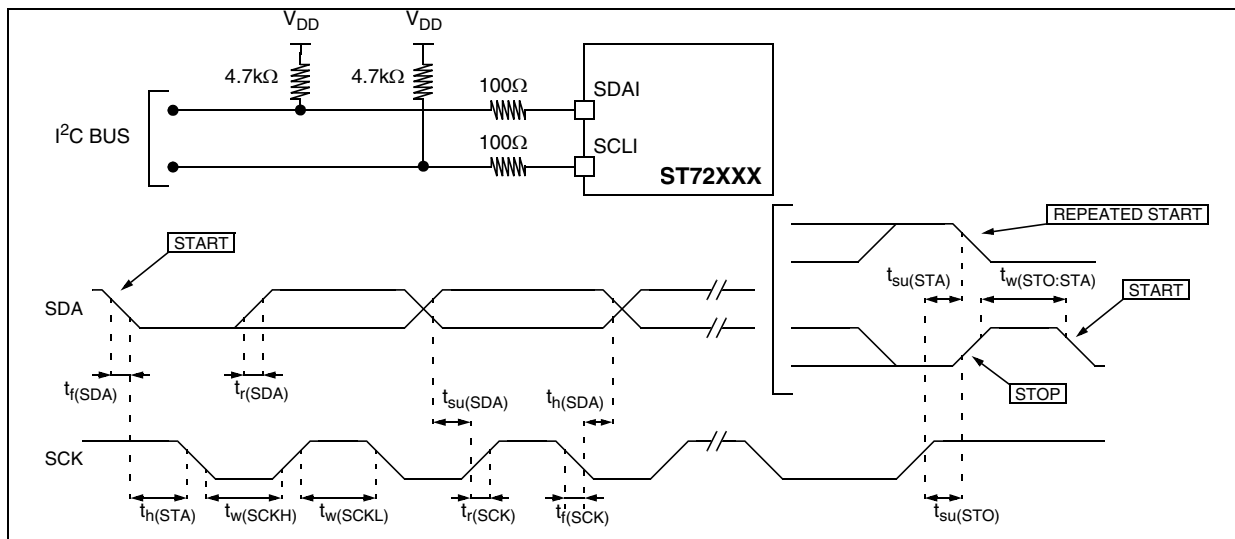 VDD VDD
4.7kΩ 4.7kΩ
100Ω SDAI
I2C BUS
100Ω SCLI
ST72XXX
REPEATED START
START
tsu(STA) tw(STO:STA)
START
SDA
STOP
tf(SDA) tr(SDA)
tsu(SDA) th(SDA)
SCK
th(STA) tw(SCKH) tw(SCKL) tr(SCK) tf(SCK) tsu(STO)